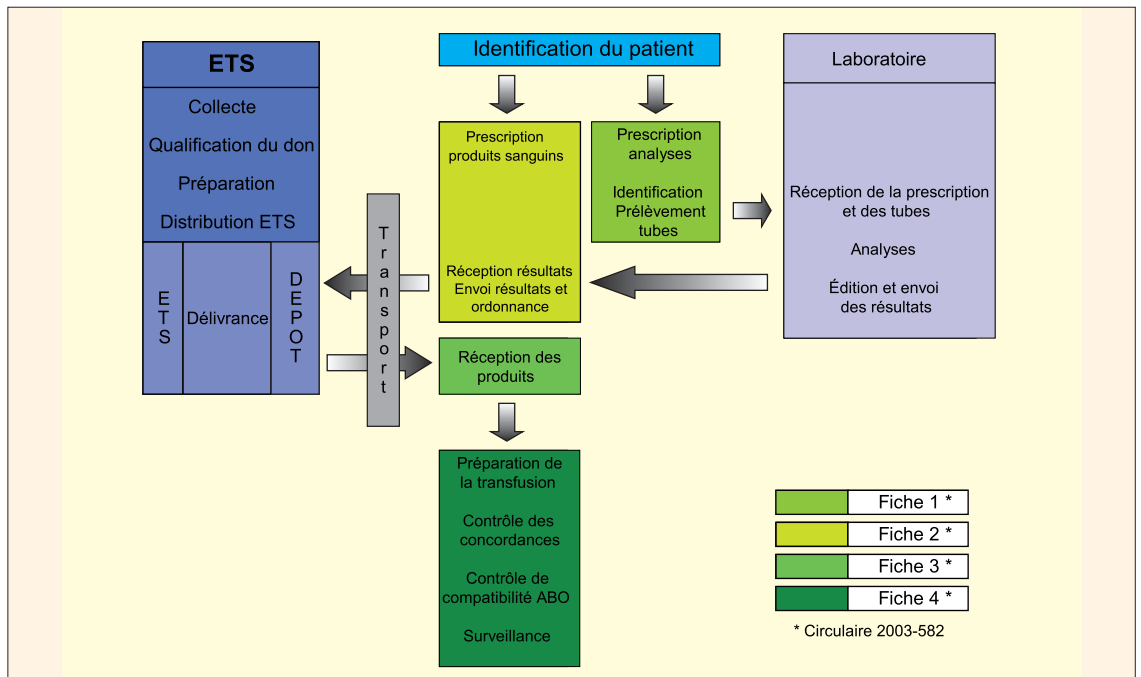 ETS
Collecte
Qualification du don
Préparation
Distribution ETS
ETS
Délivrance
DEPOT
Transport
Identification du patient
Prescription
produits sanguins
Réception résultats
Envoi résultats et
ordonnance
Prescription
analyses
Identification
Prélèvement
tubes
Laboratoire
Réception de la prescription
et des tubes
Analyses
Édition et envoi
des résultats
Réception des
produits
Préparation de
la transfusion
Contrôle des
concordances
Contrôle de
compatibilité ABO
Surveillance
Fiche 1 *
Fiche 2 *
Fiche 3 *
Fiche 4 *
* Circulaire 2003-582